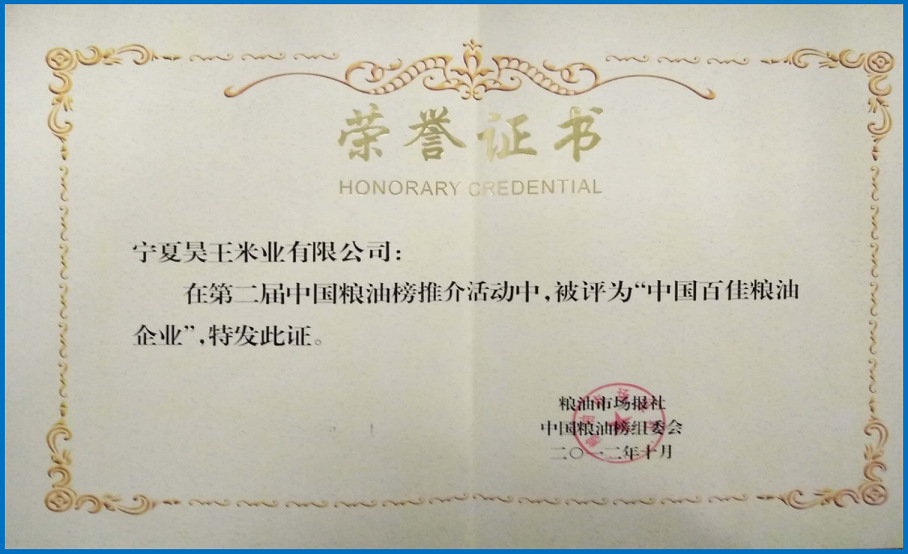 荣誉证书
HONORARY CREDENTIAL
宁夏昊王米业有限公司：
在第二届中国粮油榜推介活动中，被评为“中国百佳粮油
企业”，特发此证。
粮油市场报社
中国粮油榜组委会
二〇一二年十月